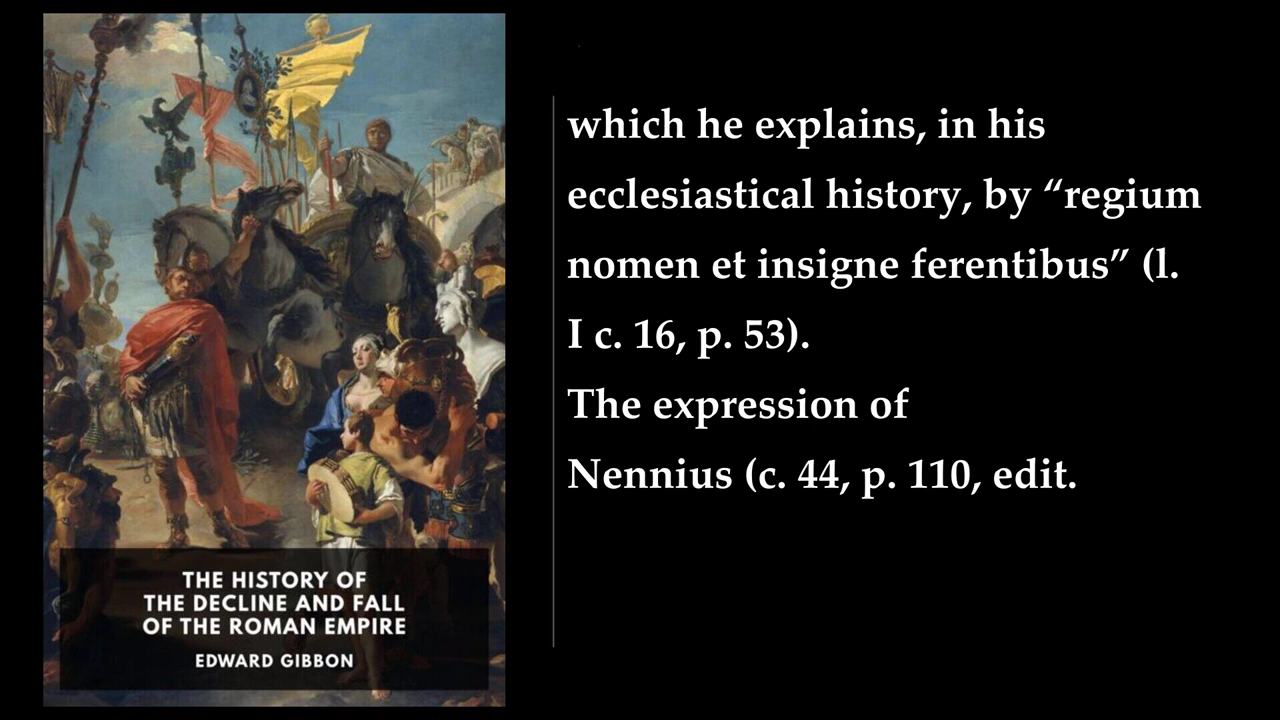 THE HISTORY OF
THE DECLINE AND FALL
OF THE ROMAN EMPIRE
EDWARD GIBBON
which he explains, in his
ecclesiastical history, by “regium
nomen et insigne ferentibus” (l.
I c. 16, p. 53).
The expression of
Nennius (c. 44, p. 110, edit.